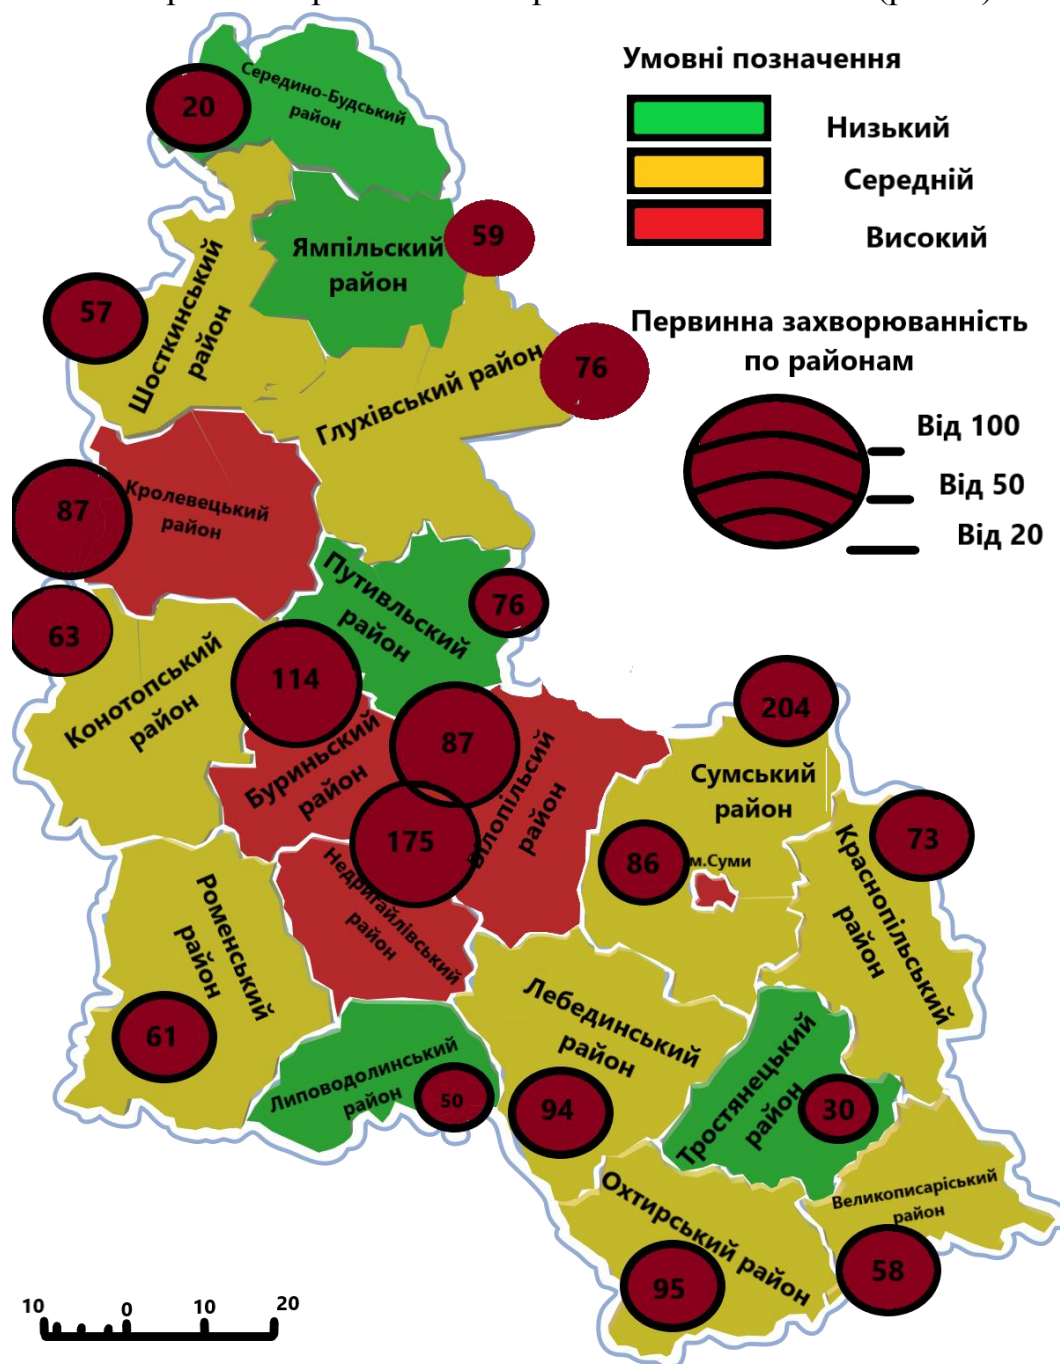 Умовні позначення
Низький
Середній
Високий
Первинна захворюванність
по районам
Від 100
Від 50
Від 20
20
Середино-Будський
район
Ямпільский
район
59
57
Шосткинський
район
Глухівський район
76
87
Кролевецький
район
63
Конотопський
район
Путивльский
район
76
114
Буриньский
район
87
175
Білопільсий
район
Недригайлівський
район
204
Сумський
район
86
м.Суми
73
Краснопільський
район
Роменський
район
61
Липоводолинський
район
50
Лебединський
район
94
Тростянецький
район
30
Охтирський район
95
Великописаріський
район
58
10 0 10 20